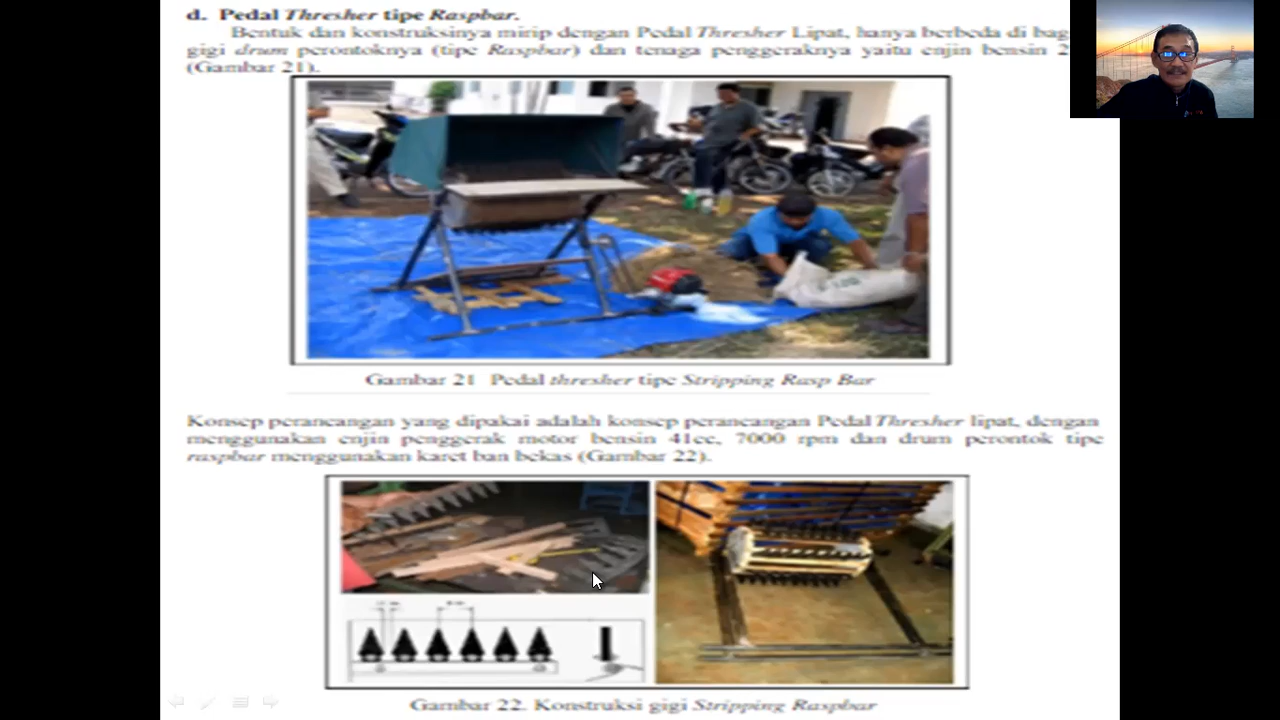 d. Pedal Thresher tipe Raspbar.
Bentuk dan konstruksinya mirip dengan Pedal Thresher Lipat, hanya berbeda di bag
gigi drum perontoknya (tipe Raspbar) dan tenaga penggeraknya yaitu enjin bensin 2
(Gambar 21).
Gambar 21 Pedal thresher tipe Stripping Rasp Bar
Konsep perancangan yang dipakai adalah konsep perancangan Pedal Thresher lipat, dengan
menggunakan enjin penggerak motor bensin 41cc, 7000 rpm dan drum perontok tipe
raspbar menggunakan karet ban bekas (Gambar 22).
Gambar 22. Konstruksi gigi Stripping Raspbar